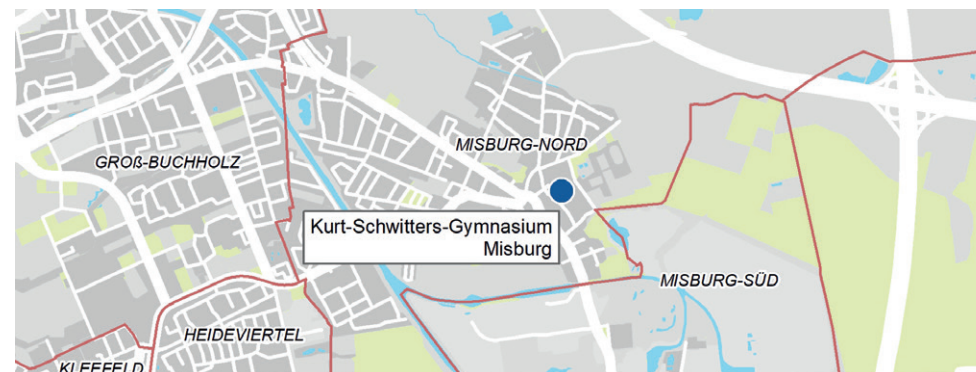 MISBURG-NORD
GROß-BUCHHOLZ
Kurt-Schwitters-Gymnasium
Misburg
MISBURG-SÜD
HEIDEVIERTEL
KLEEFELD